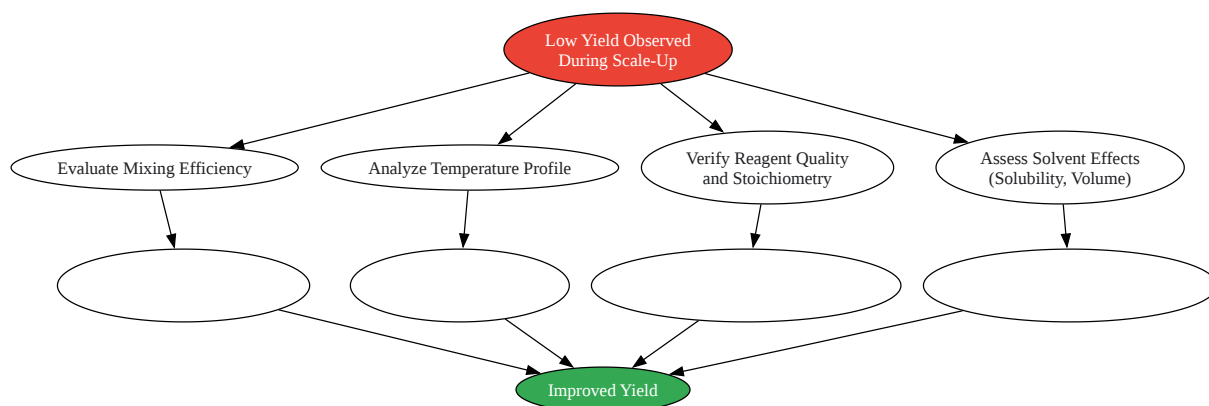 Low Yield Observed
During Scale-Up
Evaluate Mixing Efficiency
Analyze Temperature Profile
Verify Reagent Quality
and Stoichiometry
Assess Solvent Effects
(Solubility, Volume)
Improved Yield